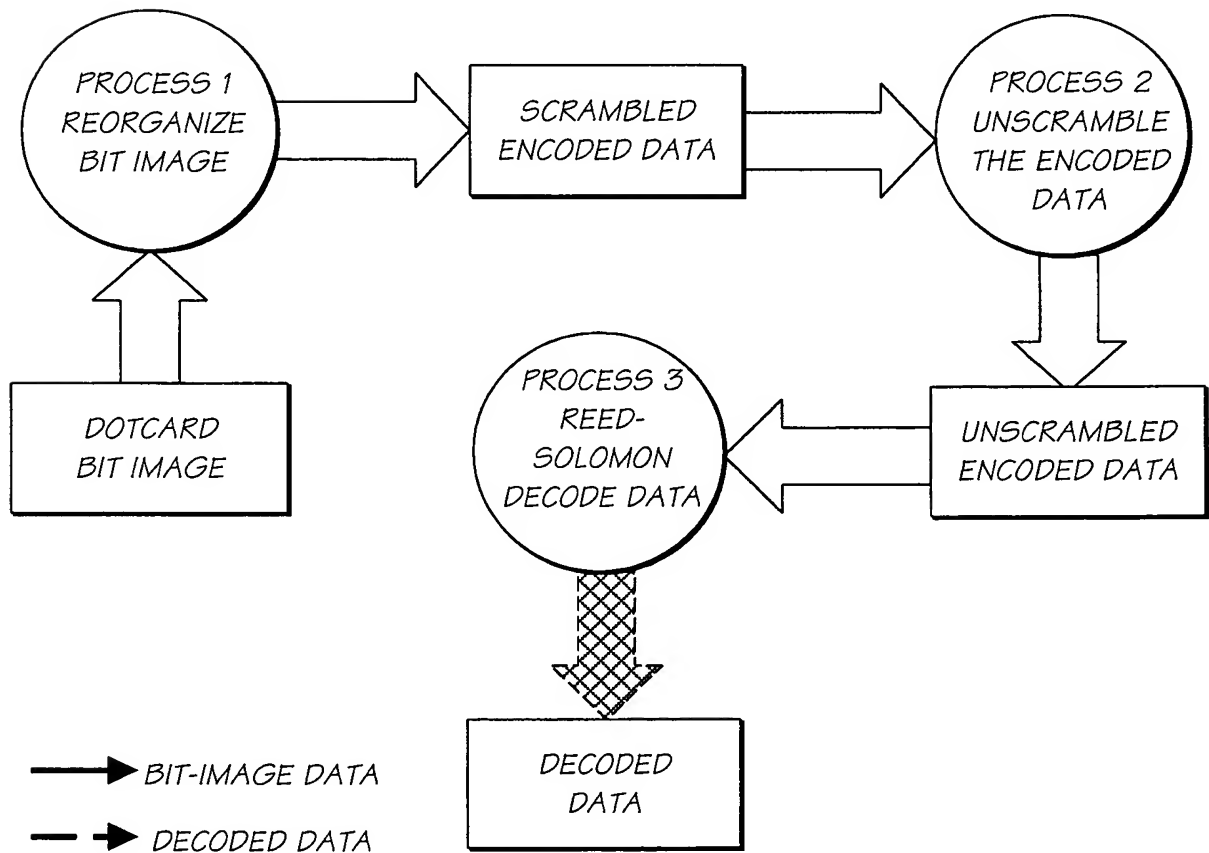 PROCESS 1
REORGANIZE
BIT IMAGE
SCRAMBLED
ENCODED DATA
PROCESS 2
UNSCRAMBLE
THE ENCODED
DATA
DOTCARD
BIT IMAGE
PROCESS 3
REED-
SOLOMON
DECODE DATA
UNSCRAMBLED
ENCODED DATA
DECODED
DATA
BIT-IMAGE DATA
DECODED DATA